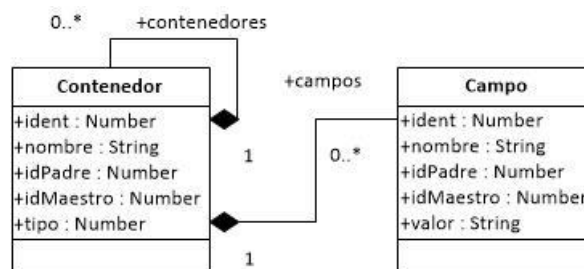 0..*
+contenedores
Contenedor
+ident : Number
+nombre : String
+idPadre : Number
+idMaestro : Number
+tipo : Number
1
1
+campos
0..*
Campo
+ident : Number
+nombre : String
+idPadre : Number
+idMaestro : Number
+valor : String